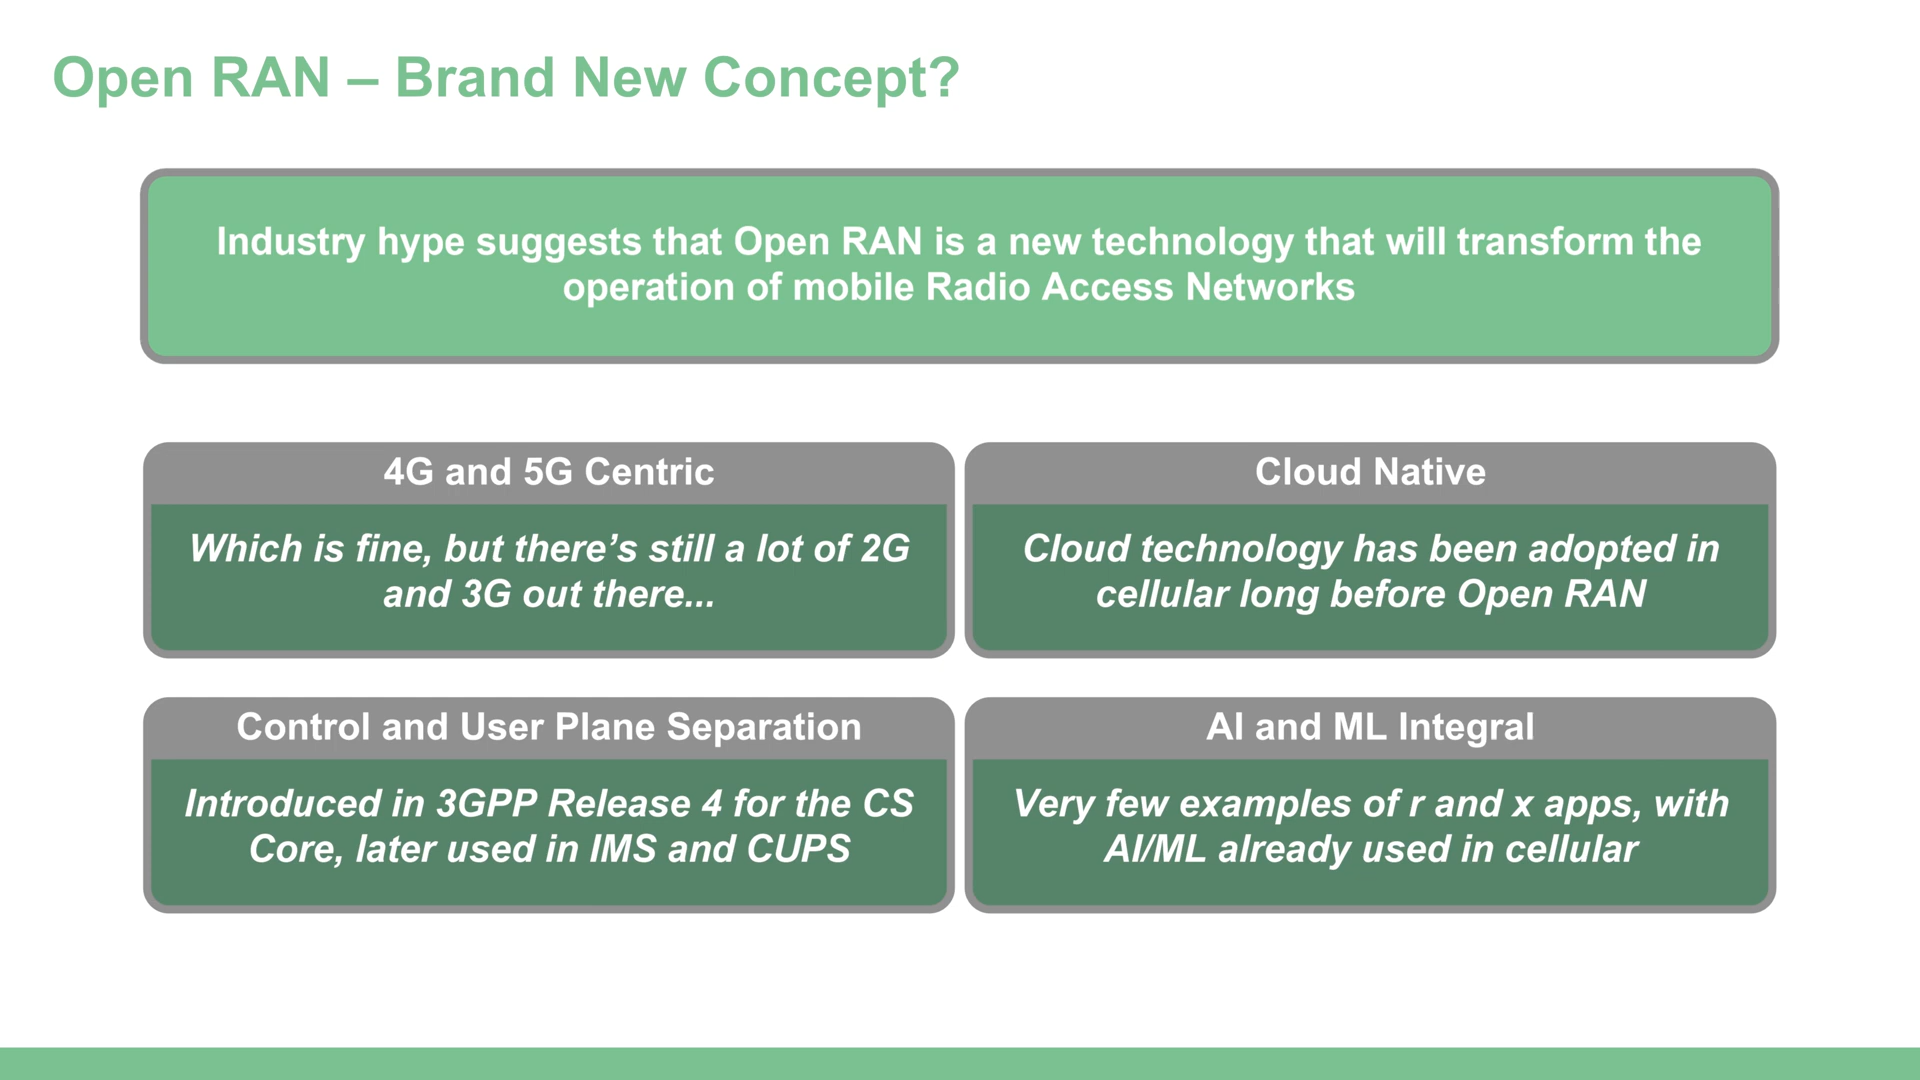 Open RAN – Brand New Concept?
Industry hype suggests that Open RAN is a new technology that will transform the
operation of mobile Radio Access Networks
4G and 5G Centric
Which is fine, but there’s still a lot of 2G
and 3G out there...
Cloud Native
Cloud technology has been adopted in
cellular long before Open RAN
Control and User Plane Separation
Introduced in 3GPP Release 4 for the CS
Core, later used in IMS and CUPS
AI and ML Integral
Very few examples of r and x apps, with
AI/ML already used in cellular